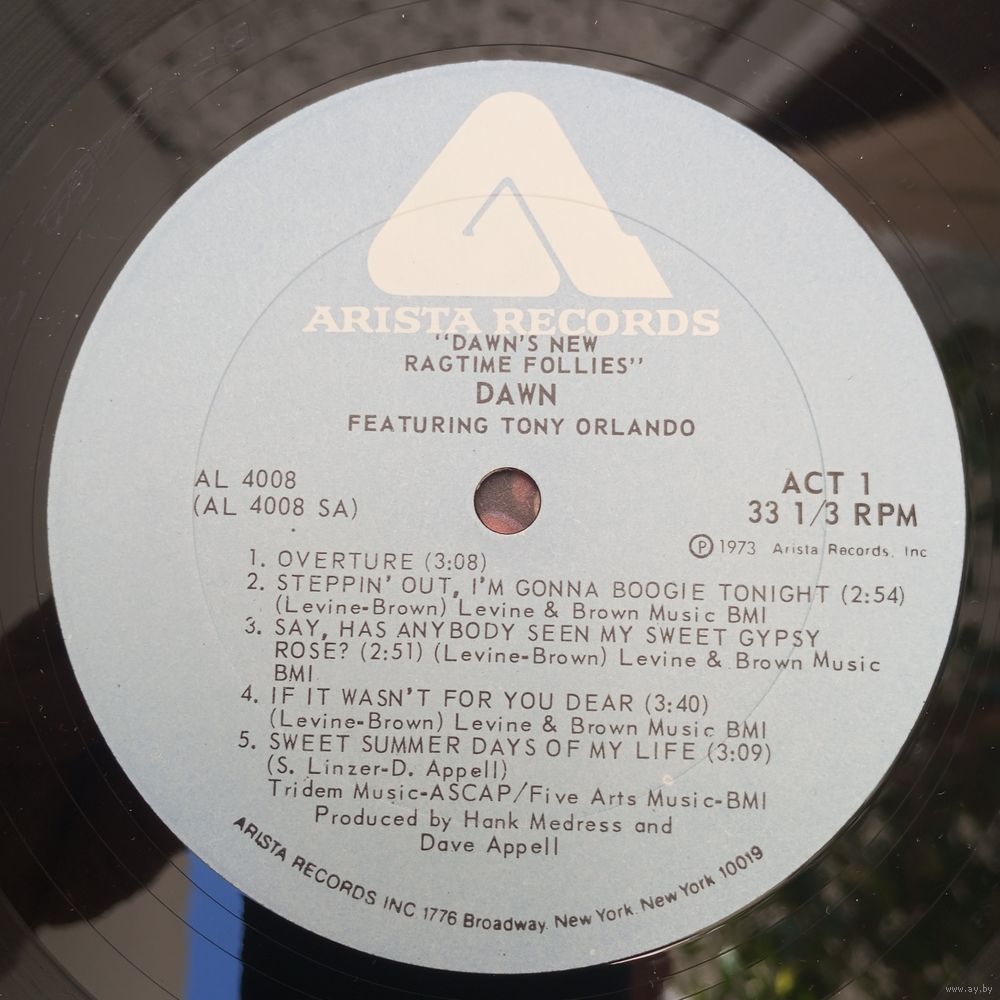 ARISTA RECORDS
"DAWN'S NEW
RAGTIME FOLLIES"
DAWN
FEATURING TONY ORLANDO
AL 4008
(AL 4008 SA)
ACT 1
33 1/3 RPM
Ⓟ 1973 Arista Records, Inc
1. OVERTURE (3:08)
2. STEPPIN' OUT, I'M GONNA BOOGIE TONIGHT (2:54)
(Levine-Brown) Levine & Brown Music BMI
3. SAY, HAS ANYBODY SEEN MY SWEET GYPSY
ROSE? (2:51) (Levine-Brown) Levine & Brown Music
BMI
4. IF IT WASN'T FOR YOU DEAR (3:40)
(Levine-Brown) Levine & Brown Music BMI
5. SWEET SUMMER DAYS OF MY LIFE (3:09)
(S. Linzer-D. Appell)
Tridem Music-ASCAP/Five Arts Music-BMI
Produced by Hank Medress and
Dave Appell
ARISTA RECORDS INC 1776 Broadway. New York. New York 10019
www.ay.by